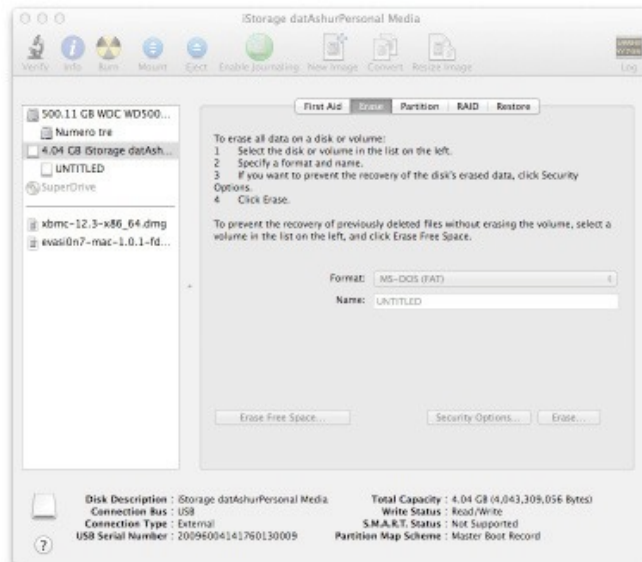 iStorage datAshurPersonal Media
Verify Info Burn Mount Eject Enable Journaling New Image Convert Resize Image Log
First Aid Erase Partition RAID Restore
500.11 GB WDC WD500...
Numero tre
4.04 GB iStorage datAsh...
UNTITLED
SuperDrive
xbmc-12.3-x86_64.dmg
evasi0n7-mac-1.0.1-fd...
To erase all data on a disk or volume:
1 Select the disk or volume in the list on the left.
2 Specify a format and name.
3 If you want to prevent the recovery of the disk's erased data, click Security
Options.
4 Click Erase.
To prevent the recovery of previously deleted files without erasing the volume, select a
volume in the list on the left, and click Erase Free Space.
Format: MS-DOS (FAT)
Name: UNTITLED
Erase Free Space... Security Options... Erase...
Disk Description : iStorage datAshurPersonal Media Total Capacity : 4.04 GB (4,043,309,056 Bytes)
Connection Bus : USB Write Status : Read/Write
Connection Type : External S.M.A.R.T. Status : Not Supported
USB Serial Number : 20096004141760130009 Partition Map Scheme : Master Boot Record
?